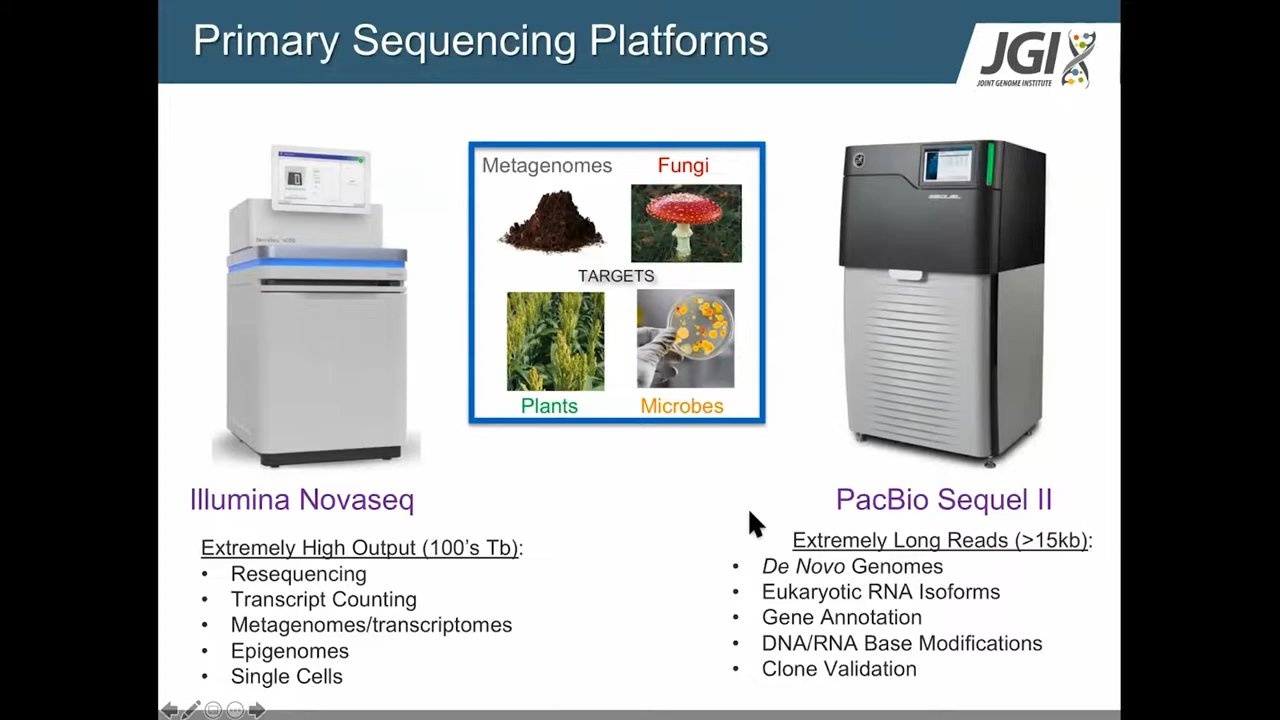 Primary Sequencing Platforms
JGI
JOINT GENOME INSTITUTE
Metagenomes
Fungi
TARGETS
Plants
Microbes
Illumina Novaseq
Extremely High Output (100's Tb):
• Resequencing
• Transcript Counting
• Metagenomes/transcriptomes
• Epigenomes
• Single Cells
PacBio Sequel II
Extremely Long Reads (>15kb):
• De Novo Genomes
• Eukaryotic RNA Isoforms
• Gene Annotation
• DNA/RNA Base Modifications
• Clone Validation